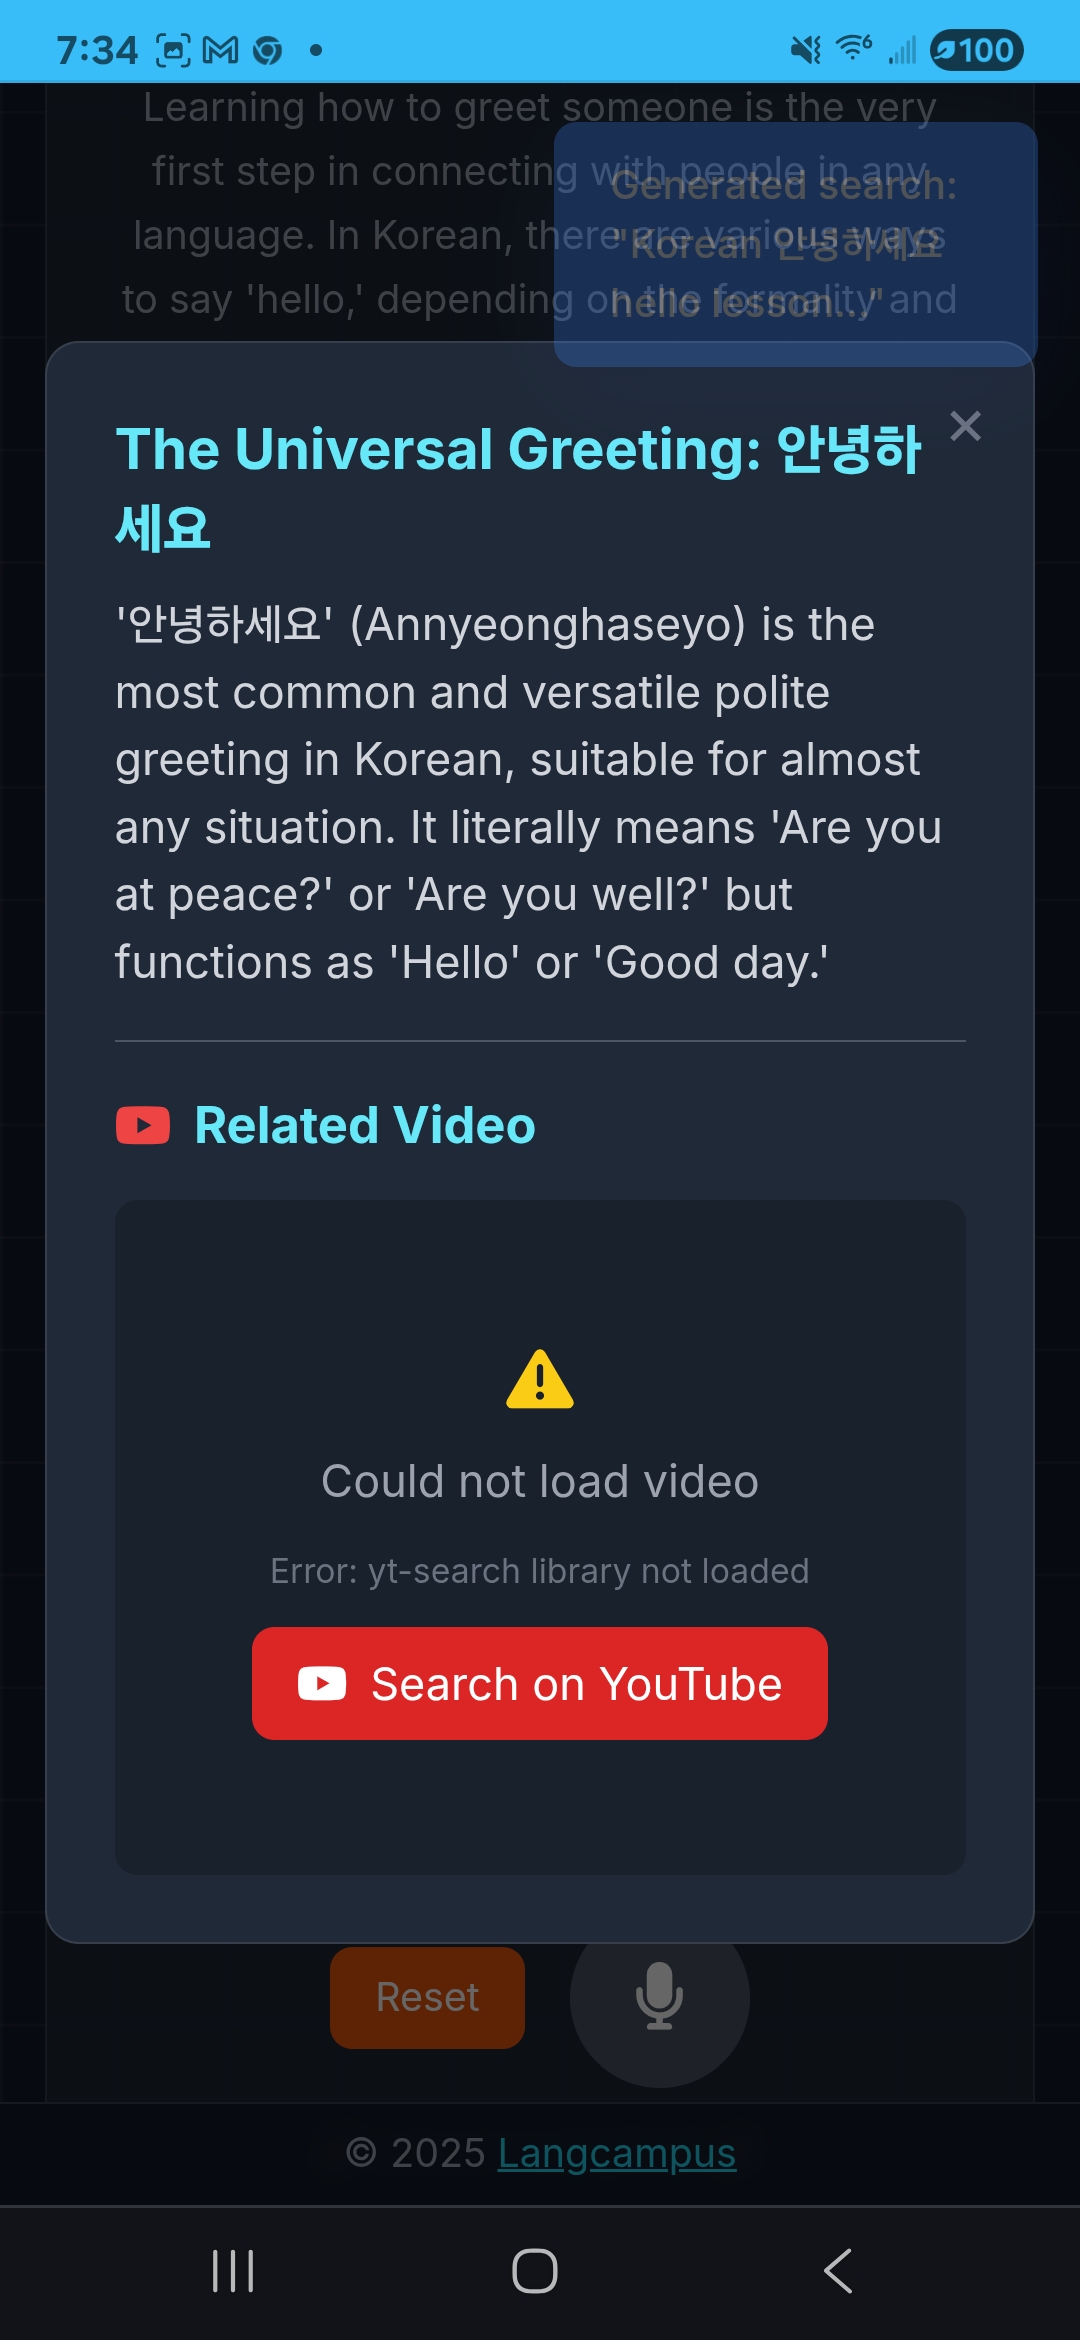 7:34
6
100
Learning how to greet someone is the very
first step in connecting with people in any
language. In Korean, there are various ways
to say 'hello,' depending on the formality and
Generated search:
"Korean 안녕하세요
hello lesson..."
The Universal Greeting: 안녕하
세요
'안녕하세요' (Annyeonghaseyo) is the
most common and versatile polite
greeting in Korean, suitable for almost
any situation. It literally means 'Are you
at peace?' or 'Are you well?' but
functions as 'Hello' or 'Good day.'
Related Video
Could not load video
Error: yt-search library not loaded
Search on YouTube
Reset
© 2025 Langcampus